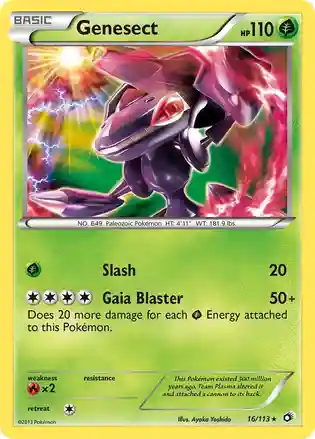 BASIC
Genesect
HP110
NO. 649 Paleozoic Pokémon HT: 4'11" WT: 181.9 lbs.
Slash 20
Gaia Blaster 50+
Does 20 more damage for each Energy
attached to this Pokémon.
weakness resistance
×2
retreat
This Pokémon existed 300 million
years ago. Team Plasma altered it
and attached a cannon to its back.
©2013 Pokémon
Illus. Ayaka Yoshida
16/113 ★